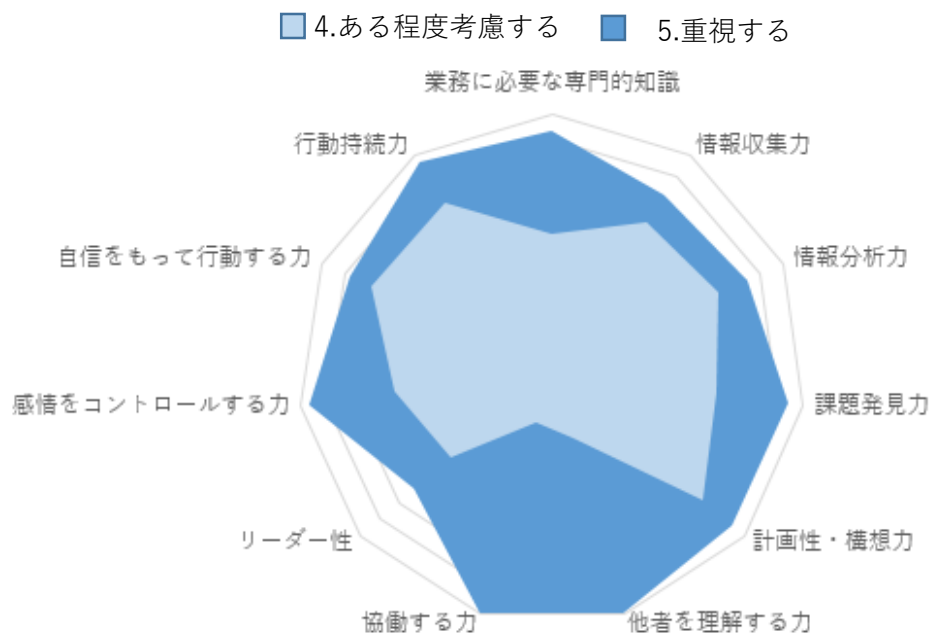 4.ある程度考慮する
5.重視する
業務に必要な専門的知識
行動持続力
情報収集力
自信をもって行動する力
情報分析力
感情をコントロールする力
課題発見力
リーダー性
計画性・構想力
協働する力
他者を理解する力